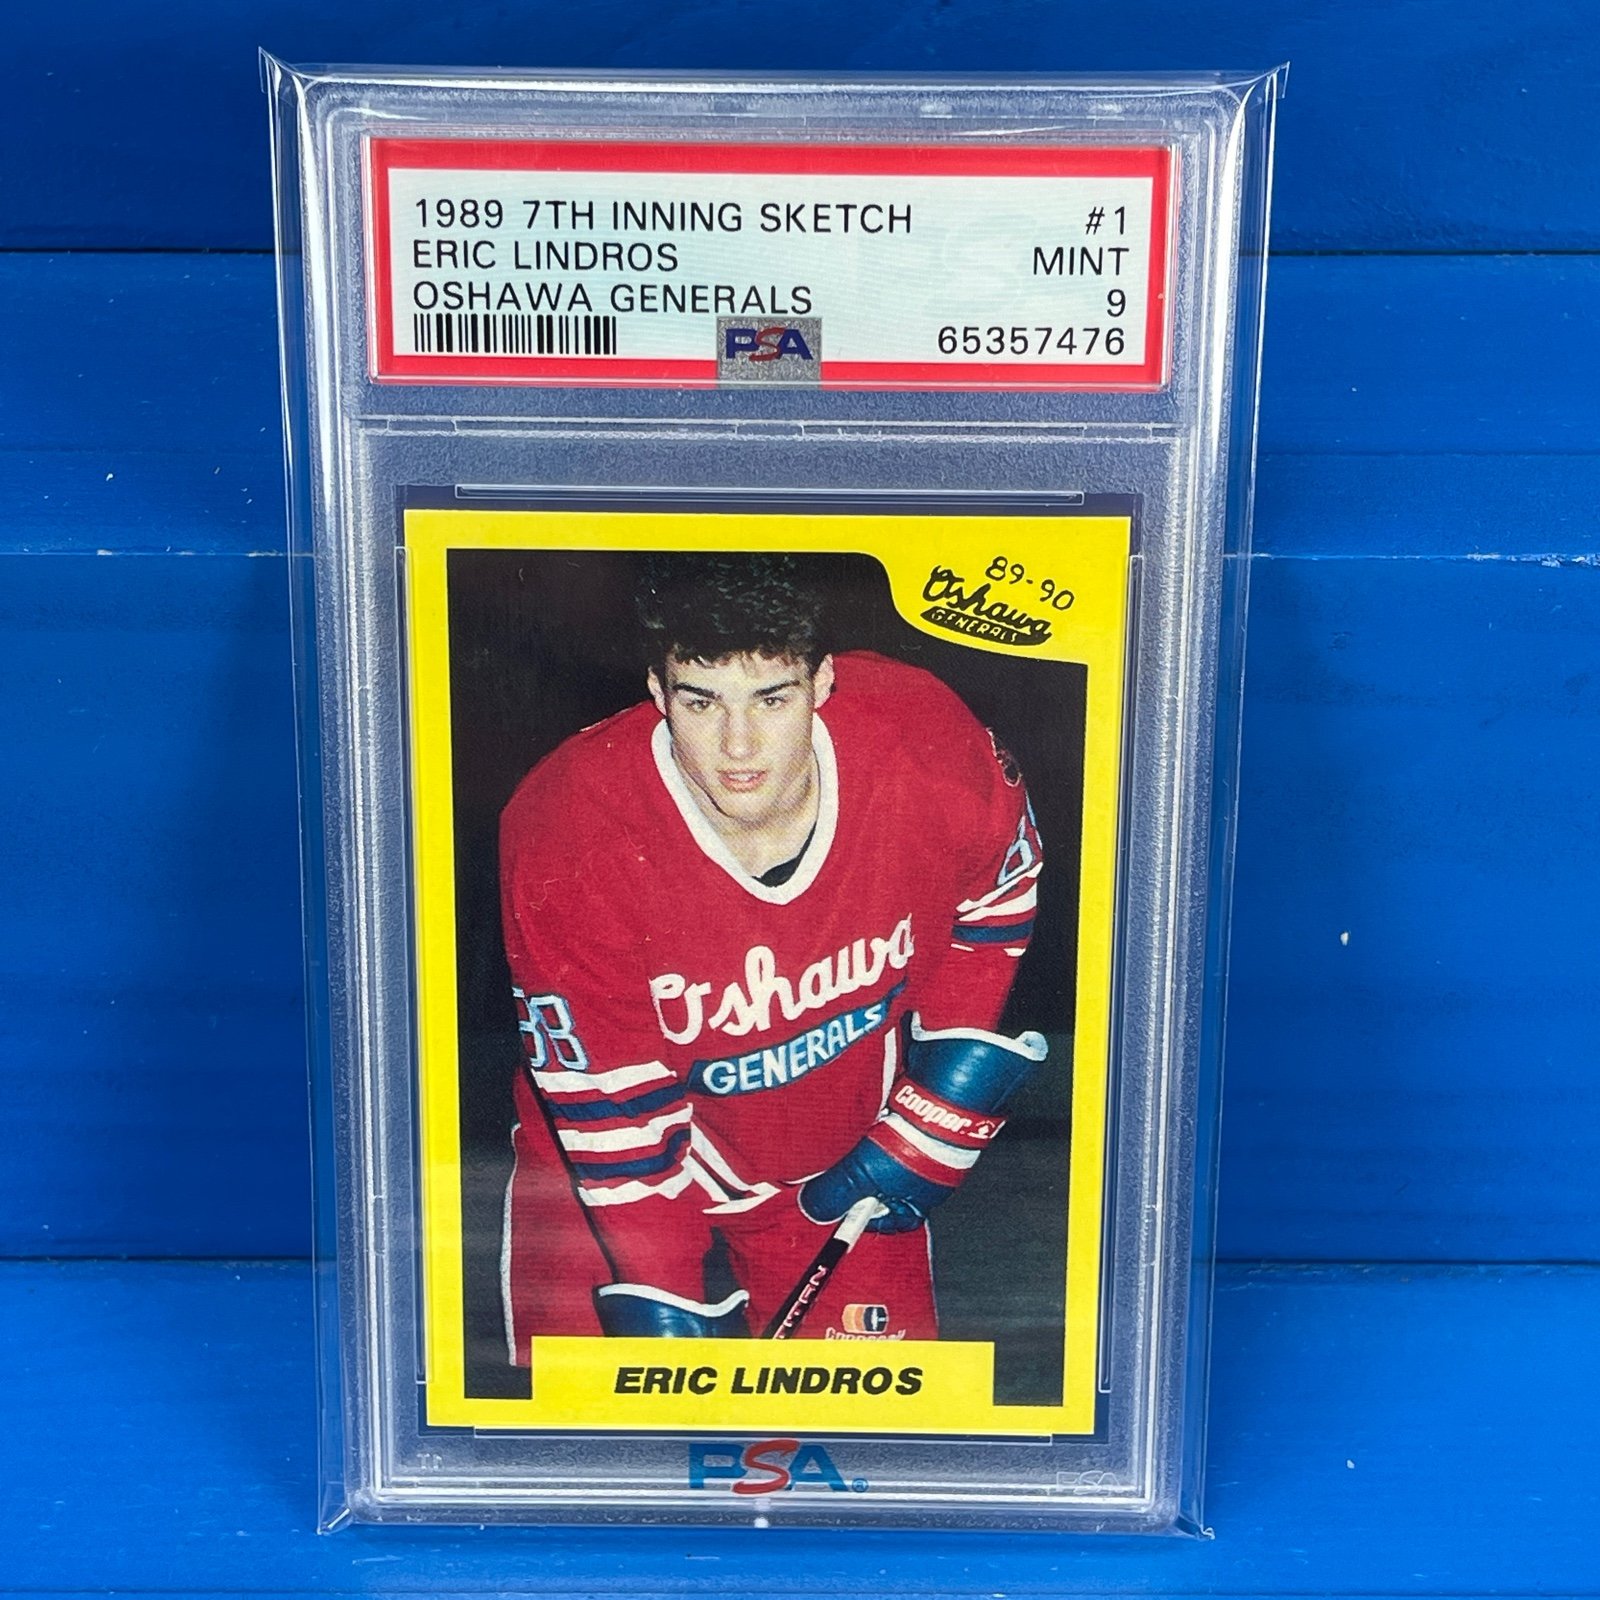 1989 7TH INNING SKETCH #1
ERIC LINDROS MINT
OSHAWA GENERALS 9
PSA 65357476
89-90
Oshawa
GENERALS
88
Oshawa
GENERALS
Cooper
ERIC LINDROS
PSA®
PSA